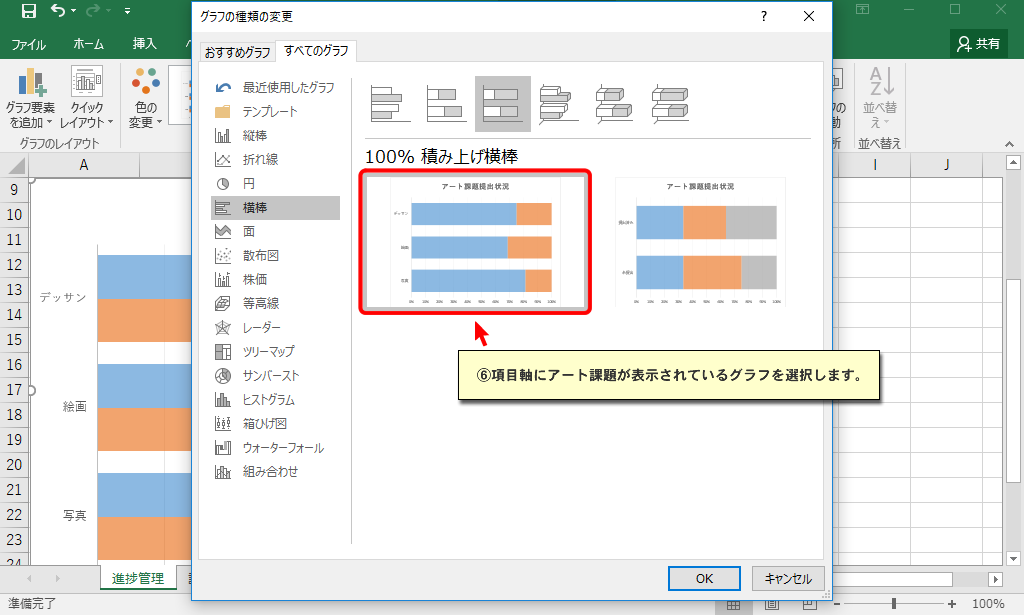 グラフの種類の変更
?
ファイル
ホーム
挿入
共有
おすすめグラフ
すべてのグラフ
グラフ要素
を追加
クイック
レイアウト
色の
変更
グラフのレイアウト
並べ替
え
並べ替え
最近使用したグラフ
テンプレート
縦棒
折れ線
円
横棒
面
散布図
株価
等高線
レーダー
ツリーマップ
サンバースト
ヒストグラム
箱ひげ図
ウォーターフォール
組み合わせ
100% 積み上げ横棒
アート課題提出状況
デッサン
絵画
写真
0% 10% 20% 30% 40% 50% 60% 70% 80% 90% 100%
アート課題提出状況
0% 10% 20% 30% 40% 50% 60% 70% 80% 90% 100%
⑥項目軸にアート課題が表示されているグラフを選択します。
A
I
J
9
10
11
12
13
14
15
16
17
18
19
20
21
22
23
24
デッサン
絵画
写真
進捗管理
OK
キャンセル
準備完了
100%